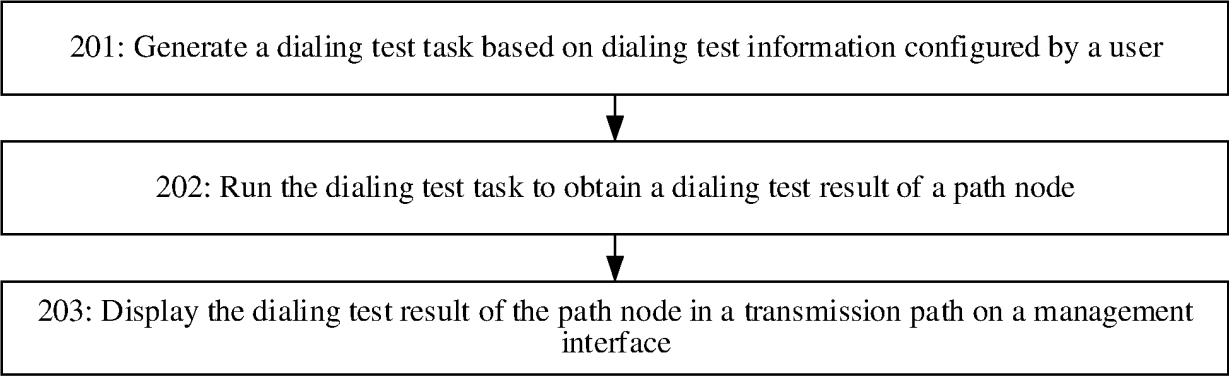 201: Generate a dialing test task based on dialing test information configured by a user
202: Run the dialing test task to obtain a dialing test result of a path node
203: Display the dialing test result of the path node in a transmission path on a management
interface